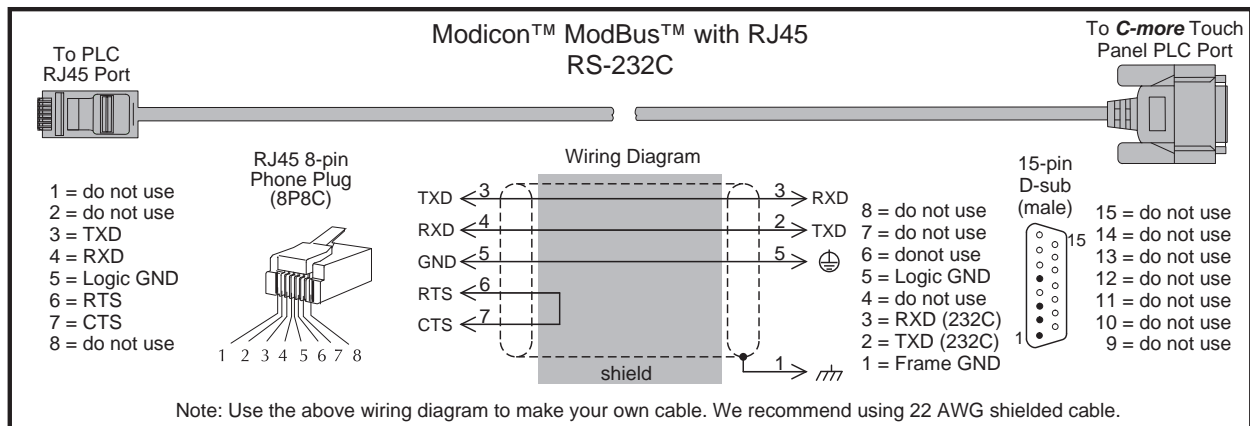 Modicon™ ModBus™ with RJ45
RS-232C
To PLC
RJ45 Port
To C-more Touch
Panel PLC Port
RJ45 8-pin
Phone Plug
(8P8C)
1 = do not use
2 = do not use
3 = TXD
4 = RXD
5 = Logic GND
6 = RTS
7 = CTS
8 = do not use
1 2 3 4 5 6 7 8
Wiring Diagram
TXD 3 3 RXD
RXD 4 2 TXD
GND 5 5
RTS 6
CTS 7
1
shield
8 = do not use
7 = do not use
6 = donot use
5 = Logic GND
4 = do not use
3 = RXD (232C)
2 = TXD (232C)
1 = Frame GND
15-pin
D-sub
(male)
15
1
15 = do not use
14 = do not use
13 = do not use
12 = do not use
11 = do not use
10 = do not use
9 = do not use
Note: Use the above wiring diagram to make your own cable. We recommend using 22 AWG shielded cable.